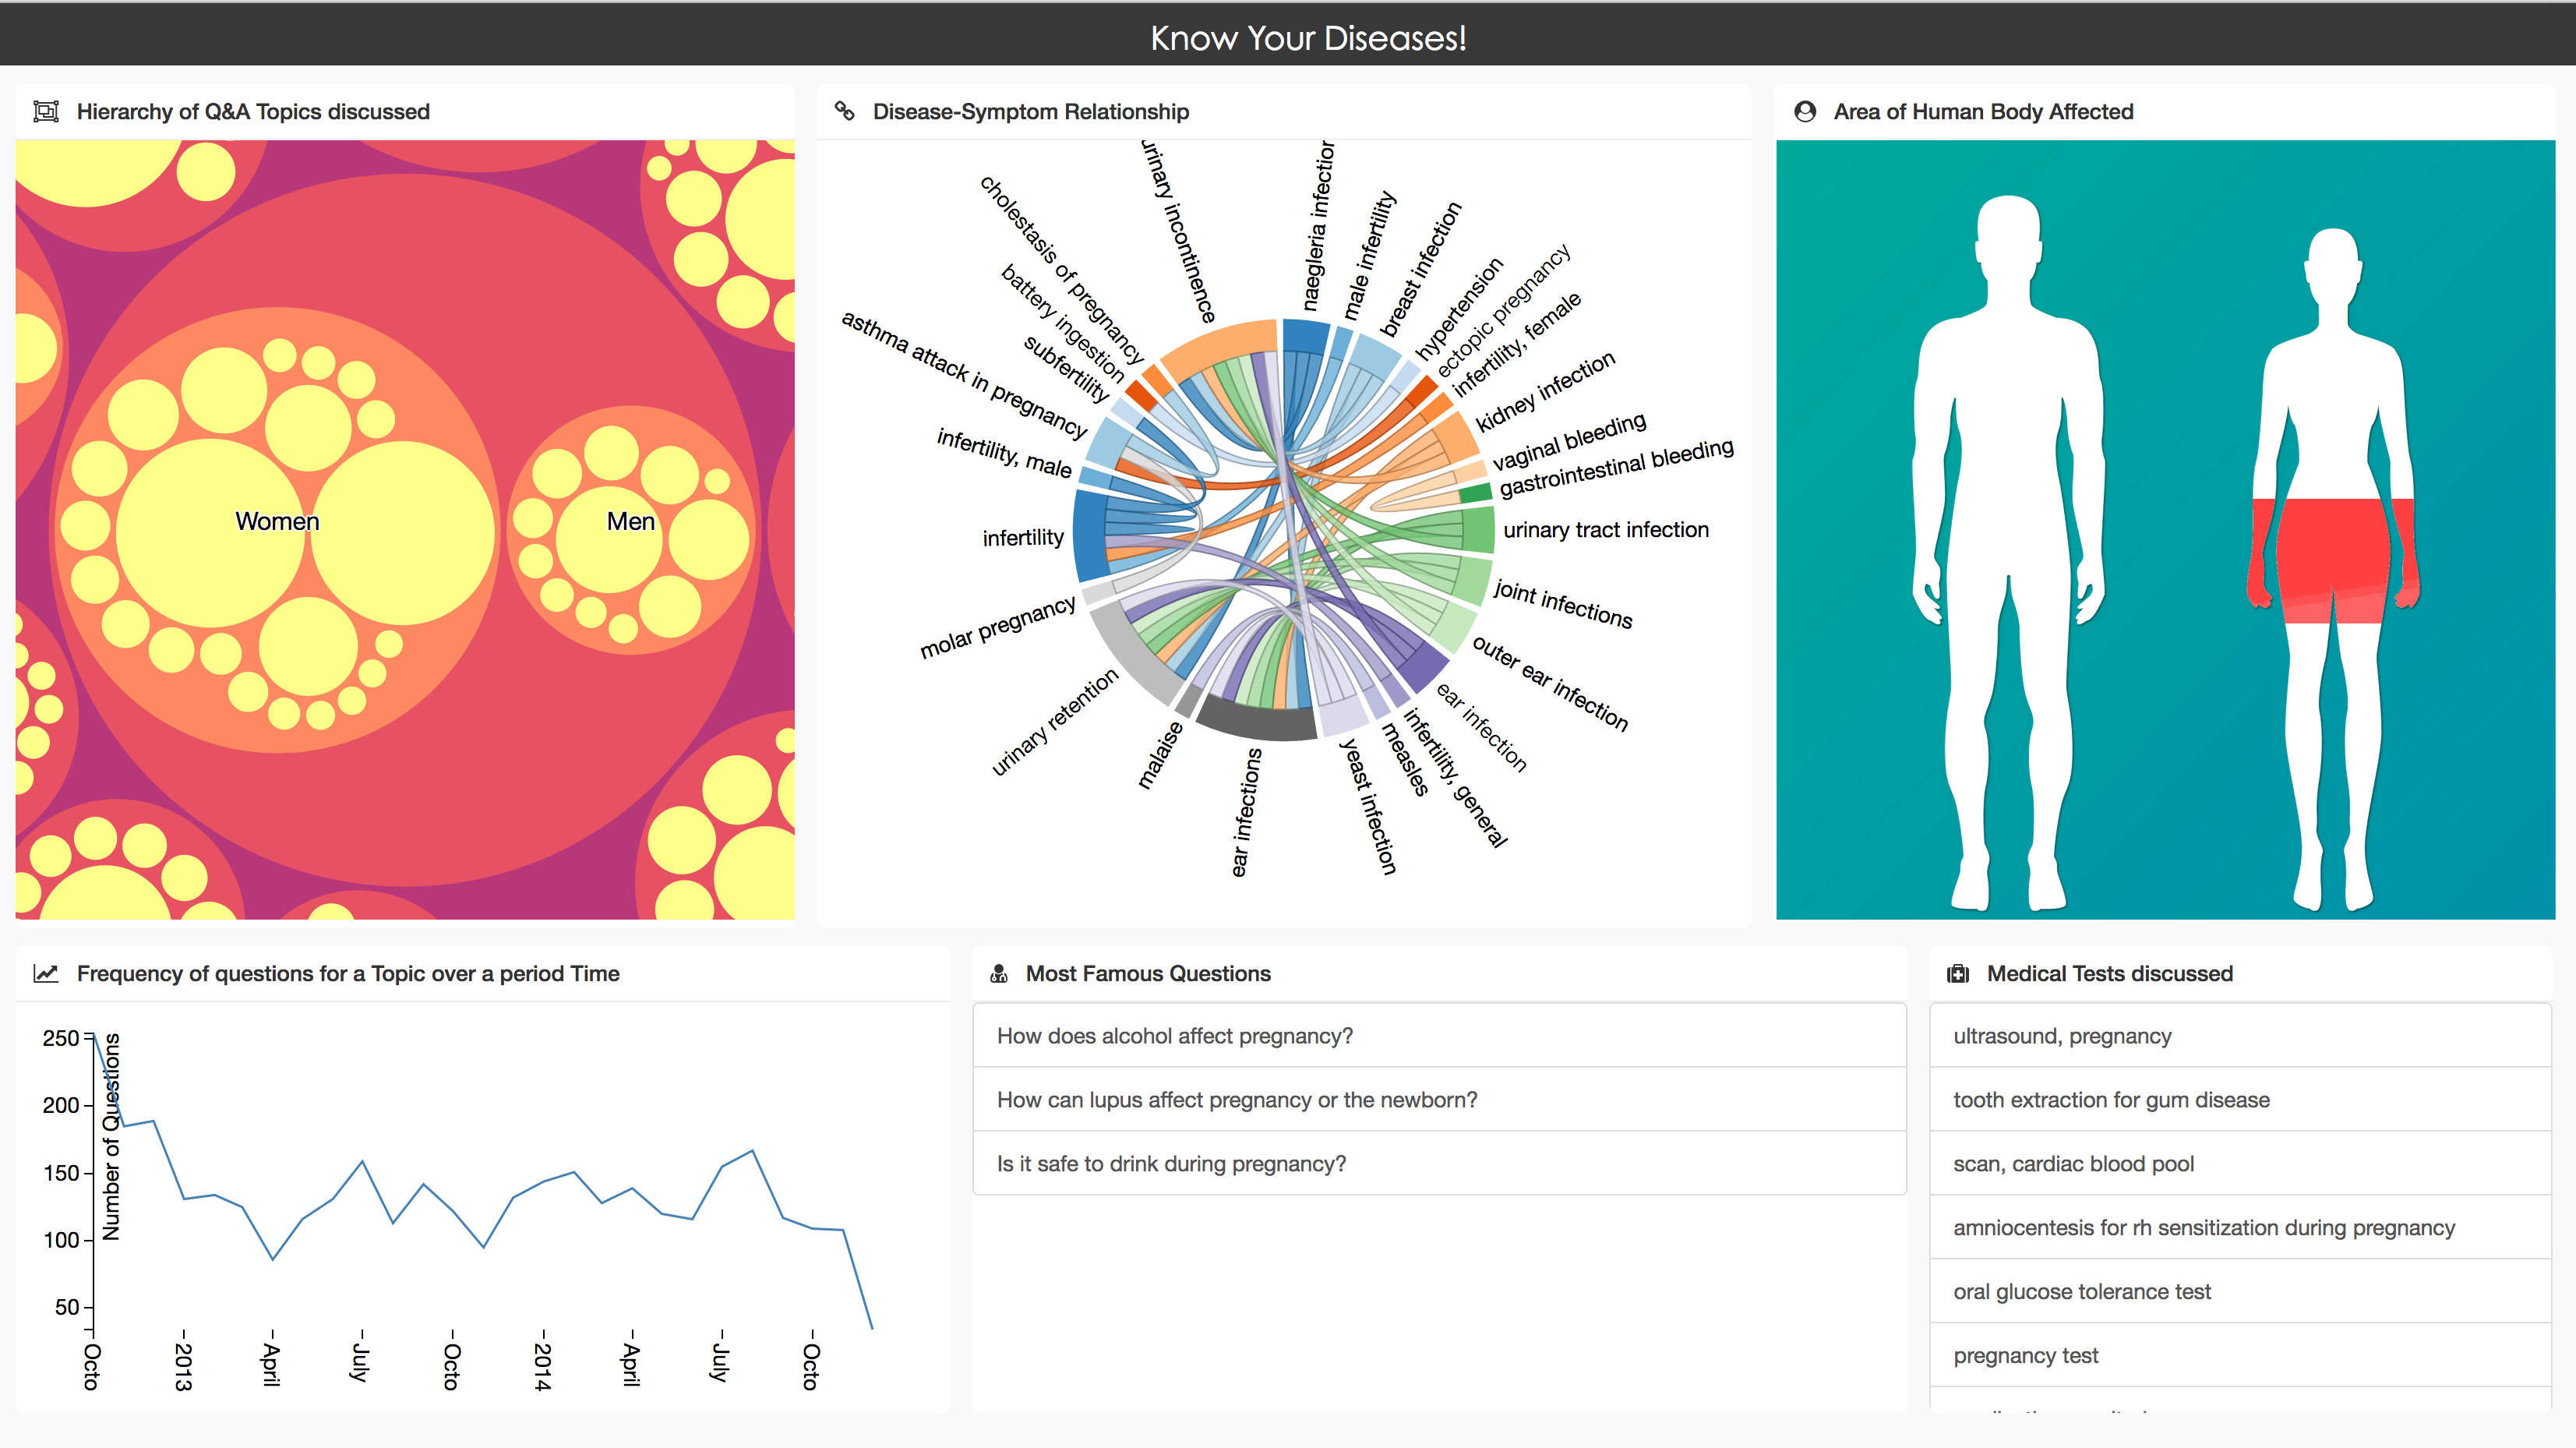 Know Your Diseases!
Hierarchy of Q&A Topics discussed
Women
Men
Disease-Symptom Relationship
urinary incontinence
naegleria infection
male infertility
breast infection
hypertension
ectopic pregnancy
infertility, female
kidney infection
vaginal bleeding
gastrointestinal bleeding
urinary tract infection
joint infections
outer ear infection
ear infection
infertility, general
measles
yeast infection
ear infections
malaise
urinary retention
molar pregnancy
infertility
infertility, male
asthma attack in pregnancy
subfertility
battery ingestion
cholestasis of pregnancy
Area of Human Body Affected
Frequency of questions for a Topic over a period Time
Number of Questions
250
200
150
100
50
Octo
2013
April
July
Octo
2014
April
July
Octo
Most Famous Questions
How does alcohol affect pregnancy?
How can lupus affect pregnancy or the newborn?
Is it safe to drink during pregnancy?
Medical Tests discussed
ultrasound, pregnancy
tooth extraction for gum disease
scan, cardiac blood pool
amniocentesis for rh sensitization during pregnancy
oral glucose tolerance test
pregnancy test